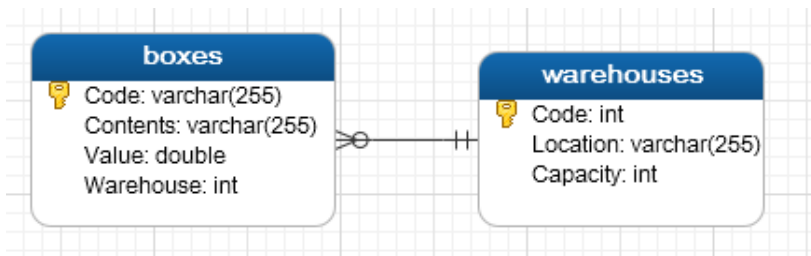 boxes
Code: varchar(255)
Contents: varchar(255)
Value: double
Warehouse: int
warehouses
Code: int
Location: varchar(255)
Capacity: int